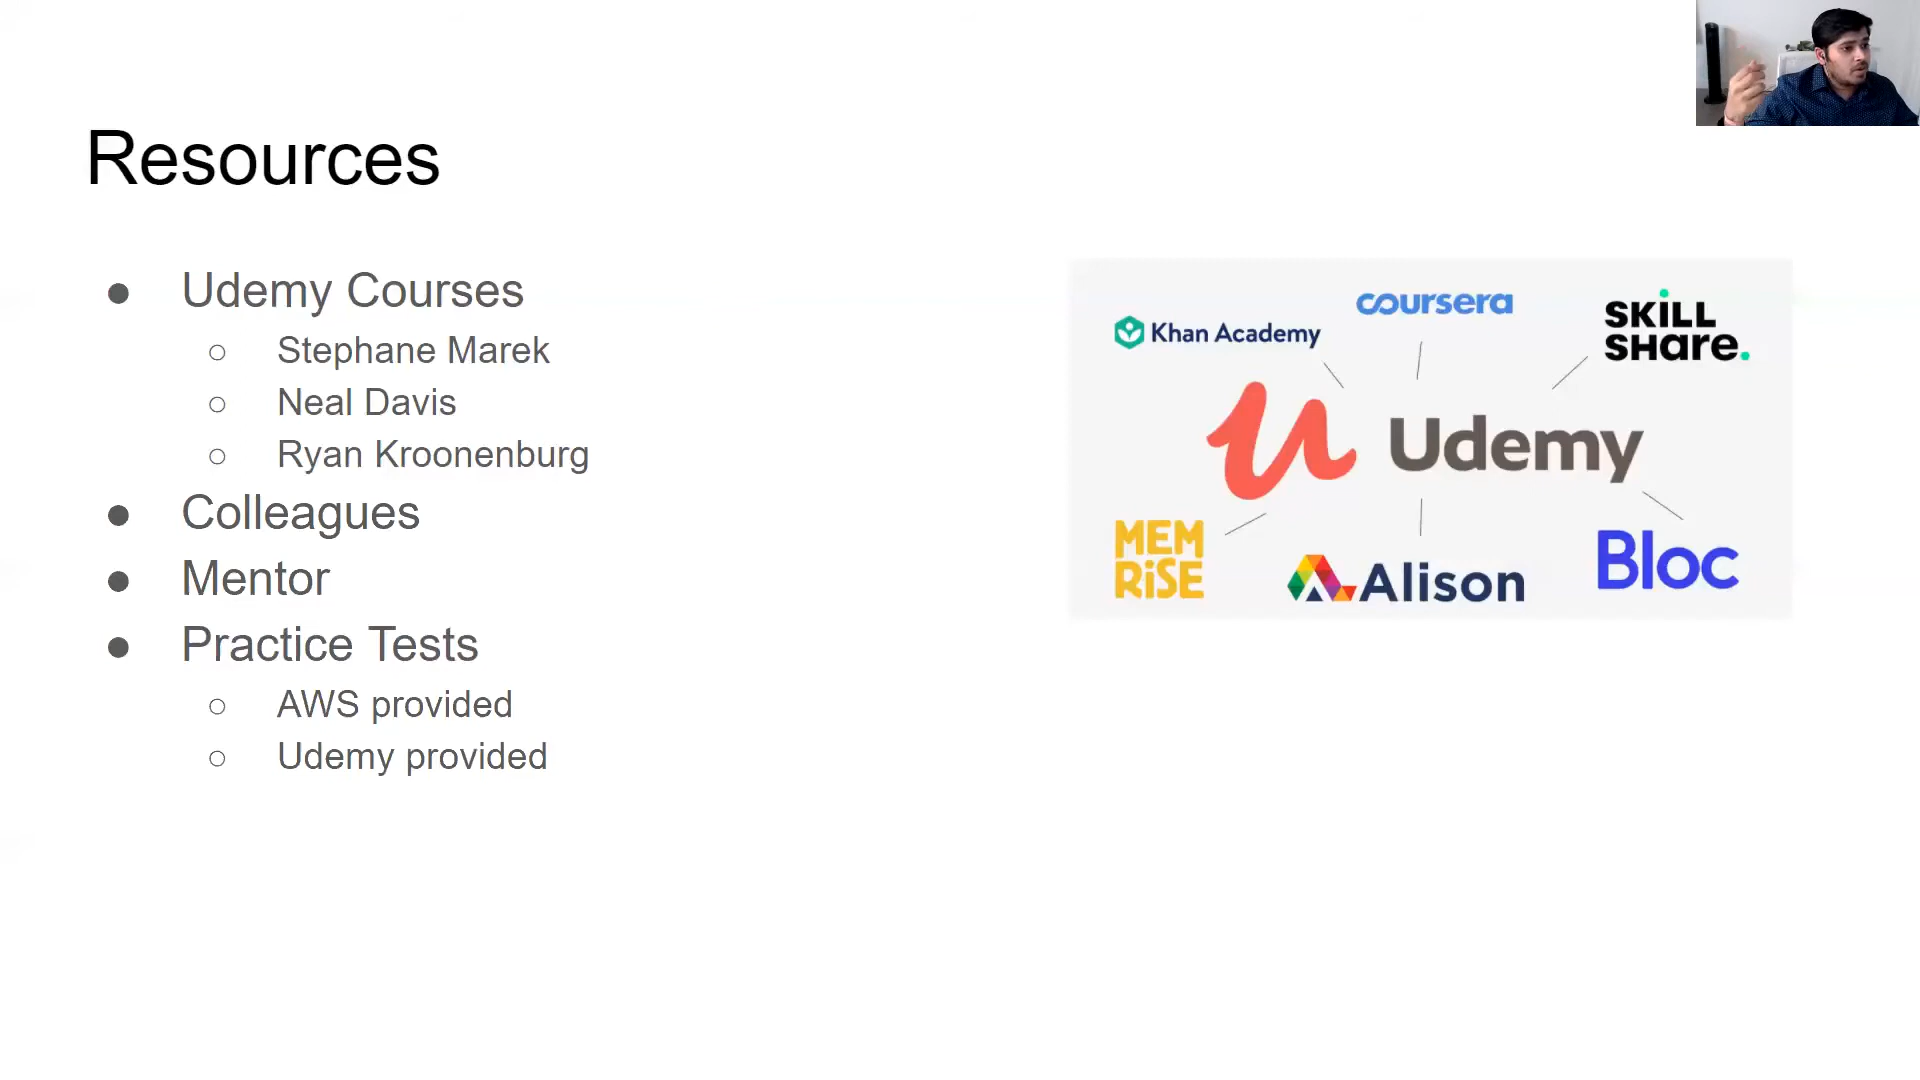 Resources
Udemy Courses
Stephane Marek
Neal Davis
Ryan Kroonenburg
Colleagues
Mentor
Practice Tests
AWS provided
Udemy provided
Khan Academy
coursera
SKiLL
SHare.
Udemy
MEM
RiSE
Alison
Bloc